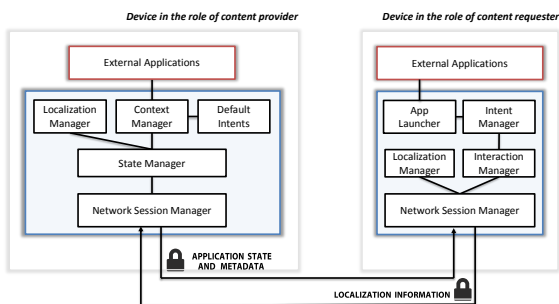 Device in the role of content provider
Device in the role of content requester
External Applications
Localization
Manager
Context
Manager
Default
Intents
State Manager
Network Session Manager
External Applications
App
Launcher
Intent
Manager
Localization
Manager
Interaction
Manager
Network Session Manager
APPLICATION STATE
AND METADATA
LOCALIZATION INFORMATION